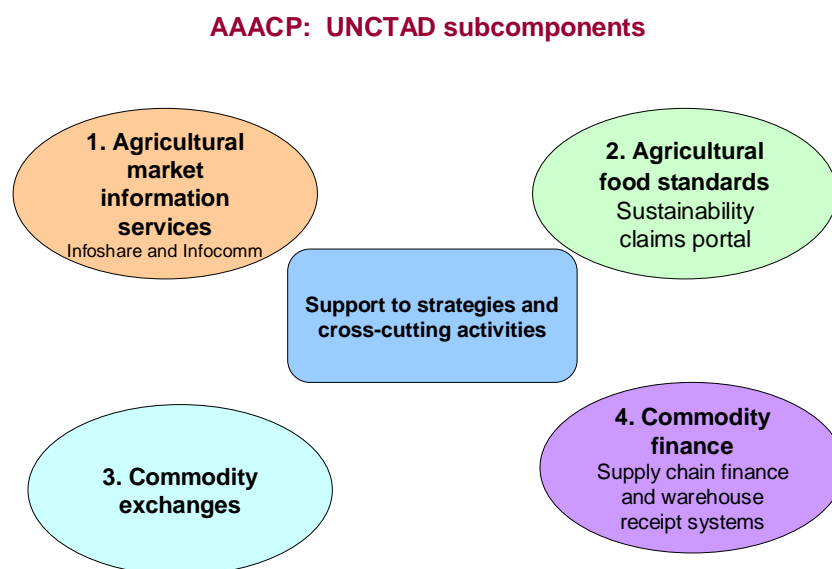 AAACP: UNCTAD subcomponents
1. Agricultural
market
information
services
Infoshare and Infocomm
2. Agricultural
food standards
Sustainability
claims portal
Support to strategies and
cross-cutting activities
3. Commodity
exchanges
4. Commodity
finance
Supply chain finance
and warehouse
receipt systems